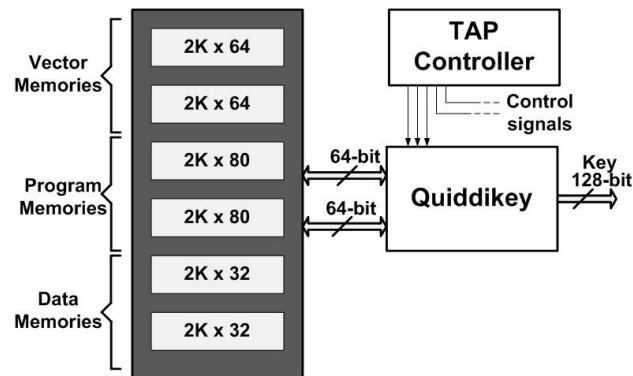 Vector
Memories
2K x 64
2K x 64
Program
Memories
2K x 80
2K x 80
Data
Memories
2K x 32
2K x 32
TAP
Controller
Control
signals
64-bit
64-bit
Quiddikey
Key
128-bit